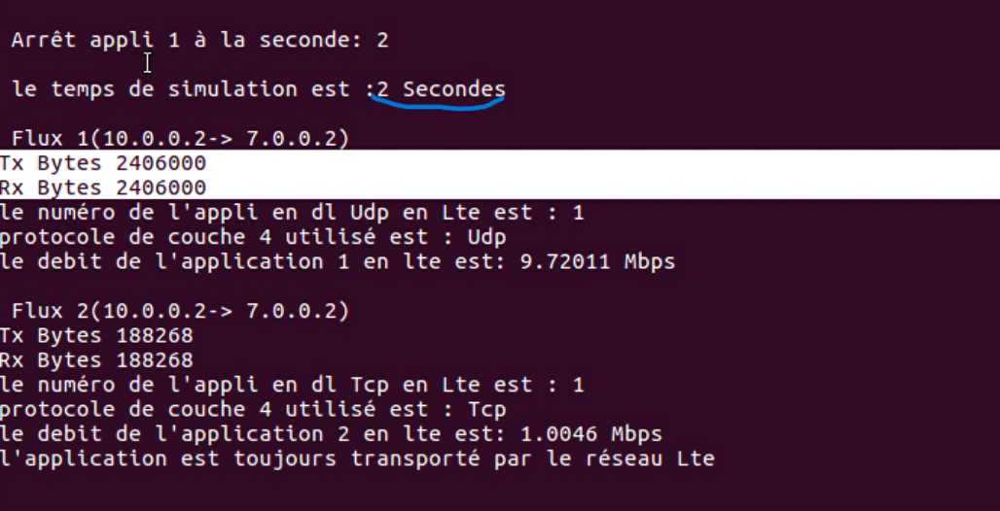 Arrêt appli 1 à la seconde: 2
le temps de simulation est :2 Secondes
Flux 1(10.0.0.2-> 7.0.0.2)
Tx Bytes 2406000
Rx Bytes 2406000
le numéro de l'appli en dl Udp en Lte est : 1
protocole de couche 4 utilisé est : Udp
le debit de l'application 1 en lte est: 9.72011 Mbps
Flux 2(10.0.0.2-> 7.0.0.2)
Tx Bytes 188268
Rx Bytes 188268
le numéro de l'appli en dl Tcp en Lte est : 1
protocole de couche 4 utilisé est : Tcp
le debit de l'application 2 en lte est: 1.0046 Mbps
l'application est toujours transporté par le réseau Lte